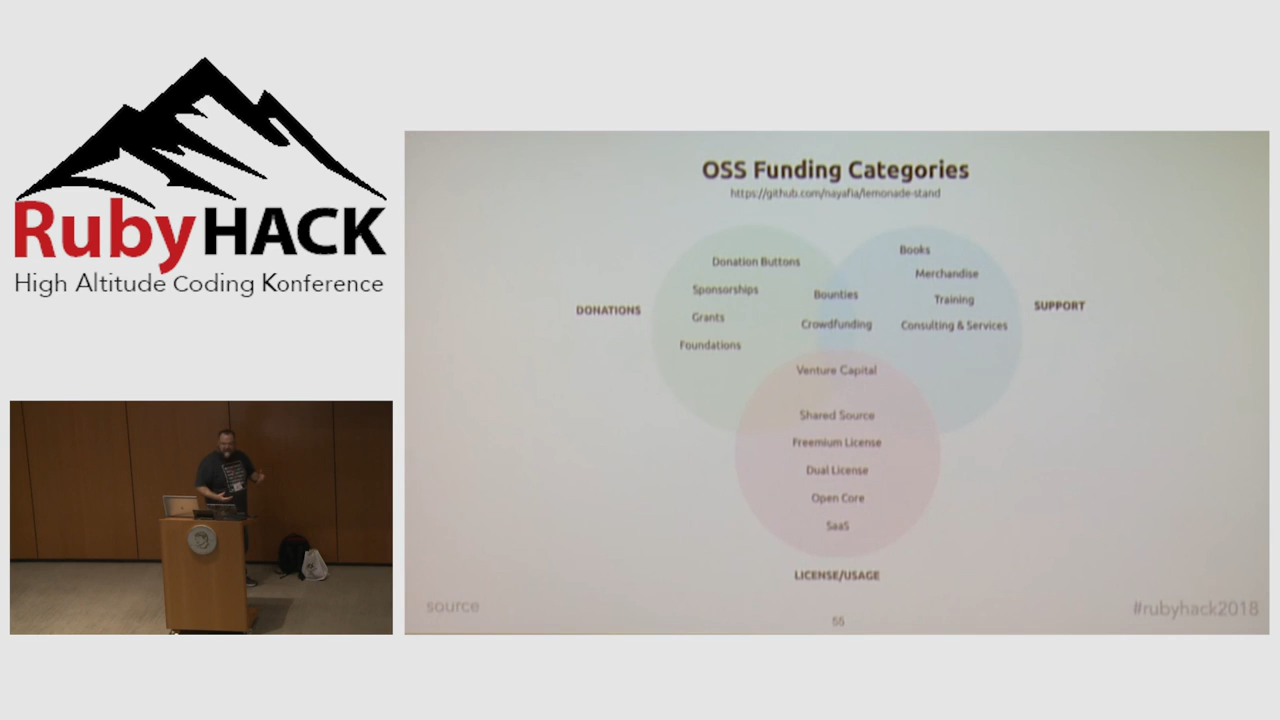 RubyHACK
High Altitude Coding Konference
OSS Funding Categories
https://github.com/nayafia/lemonade-stand
DONATIONS
Donation Buttons
Sponsorships
Grants
Foundations
Bounties
Crowdfunding
Books
Merchandise
Training
Consulting & Services
SUPPORT
Venture Capital
Shared Source
Freemium License
Dual License
Open Core
SaaS
LICENSE/USAGE
source
55
#rubyhack2018